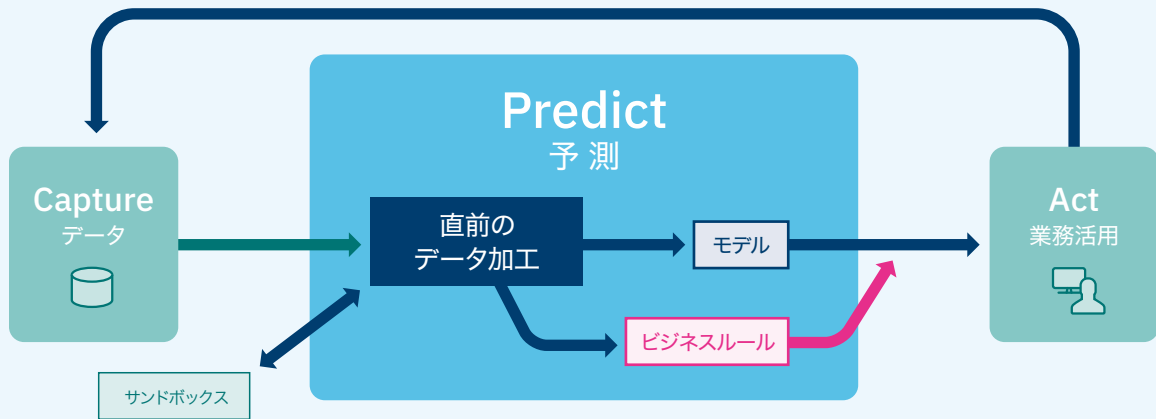 Predict
予測
Capture
データ
直前の
データ加工
モデル
ビジネスルール
Act
業務活用
サンドボックス